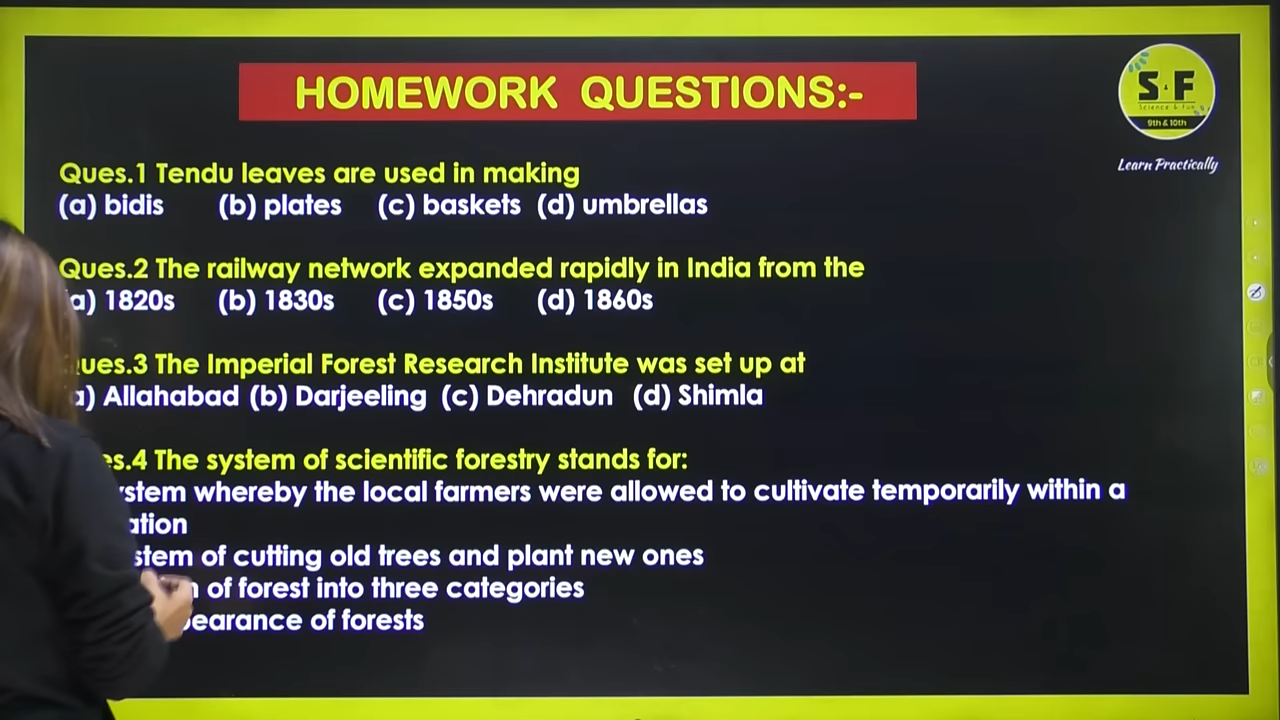 HOMEWORK QUESTIONS:-
S & F
Science & Fun
9th & 10th
Learn Practically
Ques.1 Tendu leaves are used in making
(a) bidis (b) plates (c) baskets (d) umbrellas
Ques.2 The railway network expanded rapidly in India from the
a) 1820s (b) 1830s (c) 1850s (d) 1860s
ues.3 The Imperial Forest Research Institute was set up at
a) Allahabad (b) Darjeeling (c) Dehradun (d) Shimla
es.4 The system of scientific forestry stands for:
whereby the local farmers were allowed to cultivate temporarily within a
of cutting old trees and plant new ones
of forest into three categories
of forests